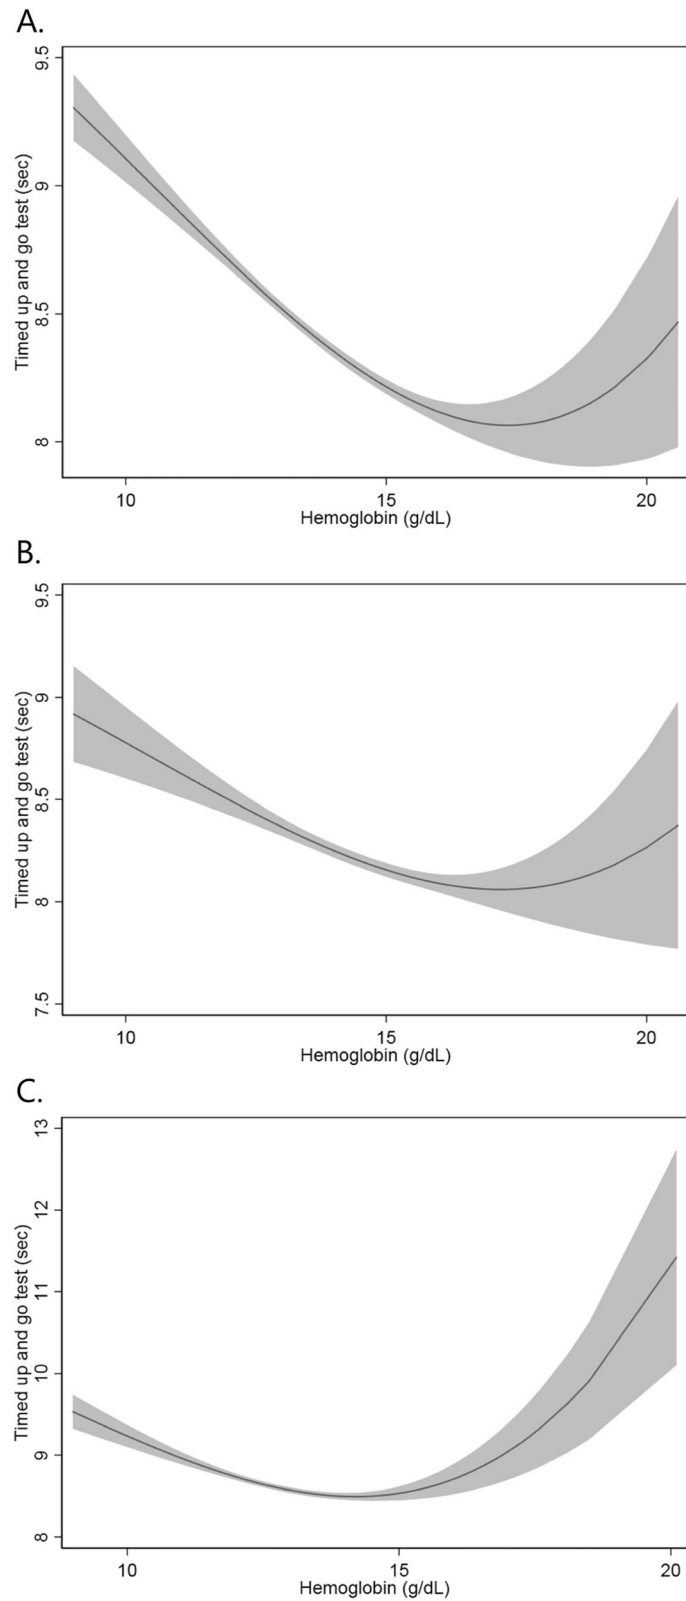 A.
9.5
9
8.5
8
Timed up and go test (sec)
10 15 20
Hemoglobin (g/dL)
B.
9.5
9
8.5
8
7.5
Timed up and go test (sec)
10 15 20
Hemoglobin (g/dL)
C.
13
12
11
10
9
8
Timed up and go test (sec)
10 15 20
Hemoglobin (g/dL)